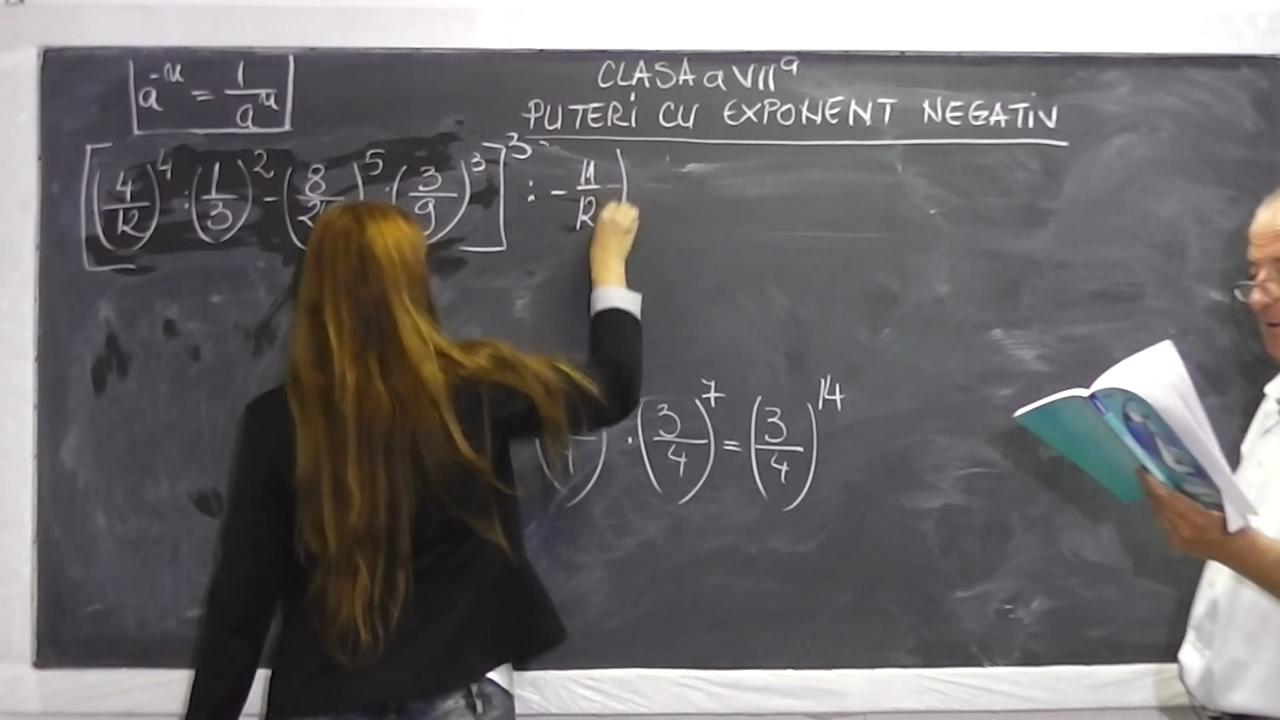 a⁻ⁿ = 1/aⁿ
CLASA a VII a
PUTERI CU EXPONENT NEGATIV
[(4/12)⁴ : (1/3)² - (8/2 )⁵ : (3/9)³]³ : - 11/12 )
) · (3/4)⁷ = (3/4)¹⁴